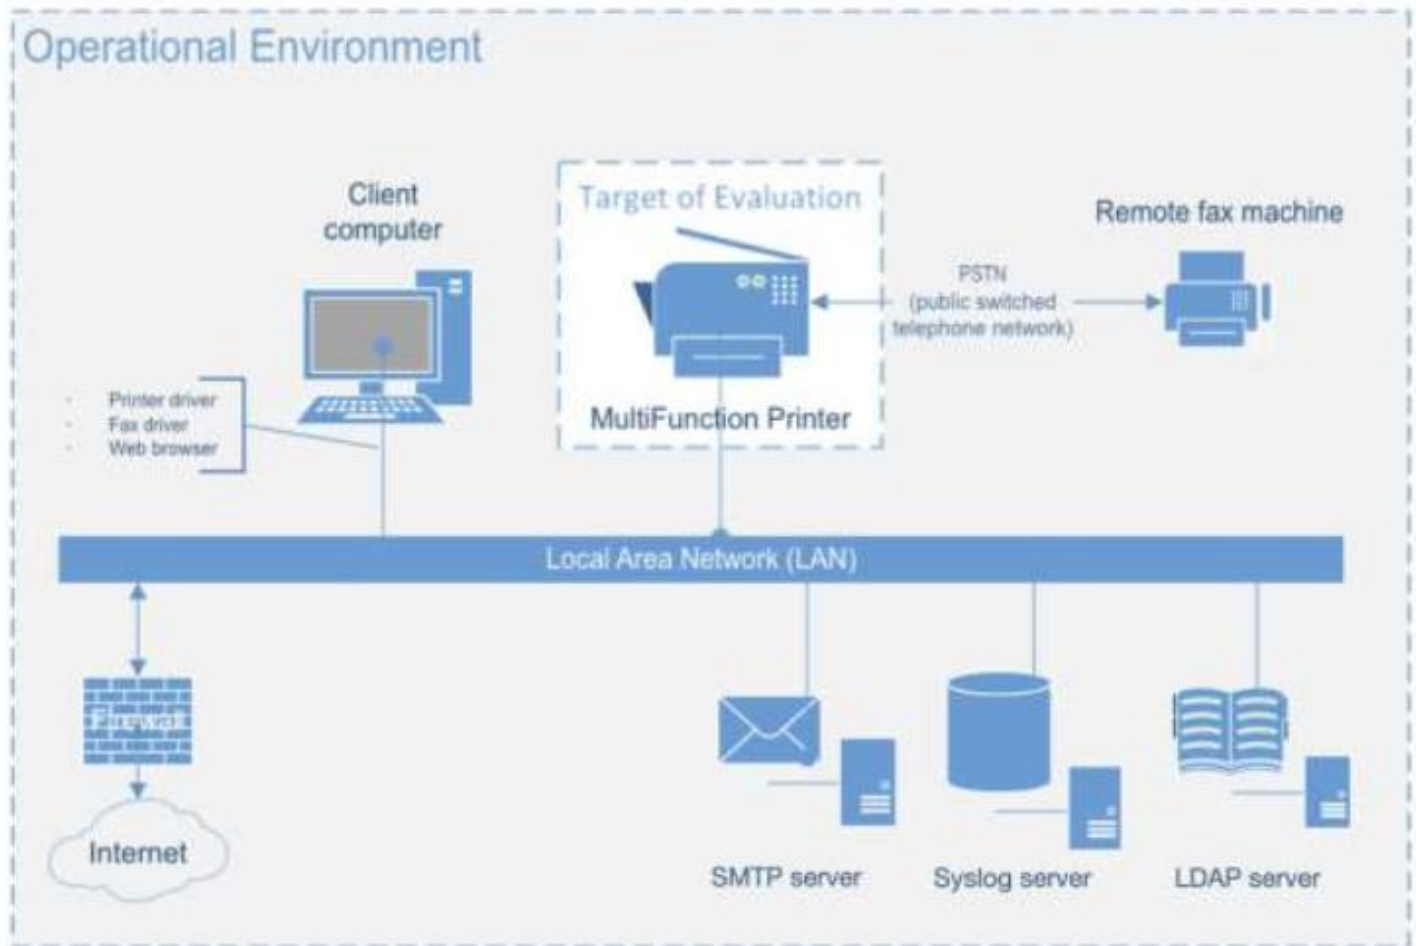 Operational Environment
Client
computer
Target of Evaluation
Remote fax machine
PSTN
(public switched
telephone network)
- Printer driver
- Fax driver
- Web browser
MultiFunction Printer
Local Area Network (LAN)
Firewall
Internet
SMTP server
Syslog server
LDAP server